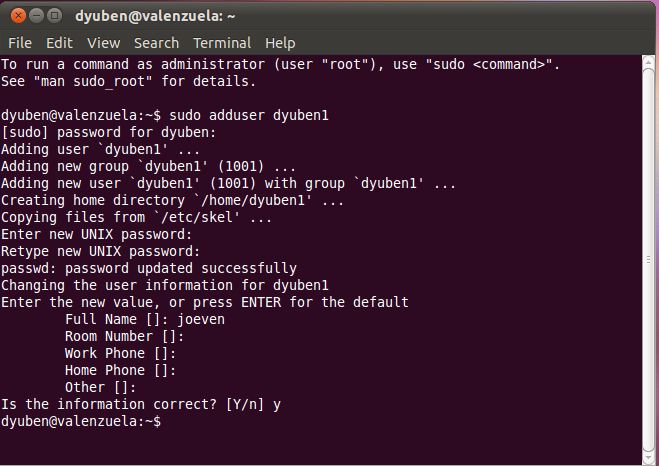 dyuben@valenzuela: ~
File Edit View Search Terminal Help
To run a command as administrator (user "root"), use "sudo <command>".
See "man sudo_root" for details.

dyuben@valenzuela:~$ sudo adduser dyuben1
[sudo] password for dyuben:
Adding user `dyuben1' ...
Adding new group `dyuben1' (1001) ...
Adding new user `dyuben1' (1001) with group `dyuben1' ...
Creating home directory `/home/dyuben1' ...
Copying files from `/etc/skel' ...
Enter new UNIX password:
Retype new UNIX password:
passwd: password updated successfully
Changing the user information for dyuben1
Enter the new value, or press ENTER for the default
        Full Name []: joeven
        Room Number []:
        Work Phone []:
        Home Phone []:
        Other []:
Is the information correct? [Y/n] y
dyuben@valenzuela:~$